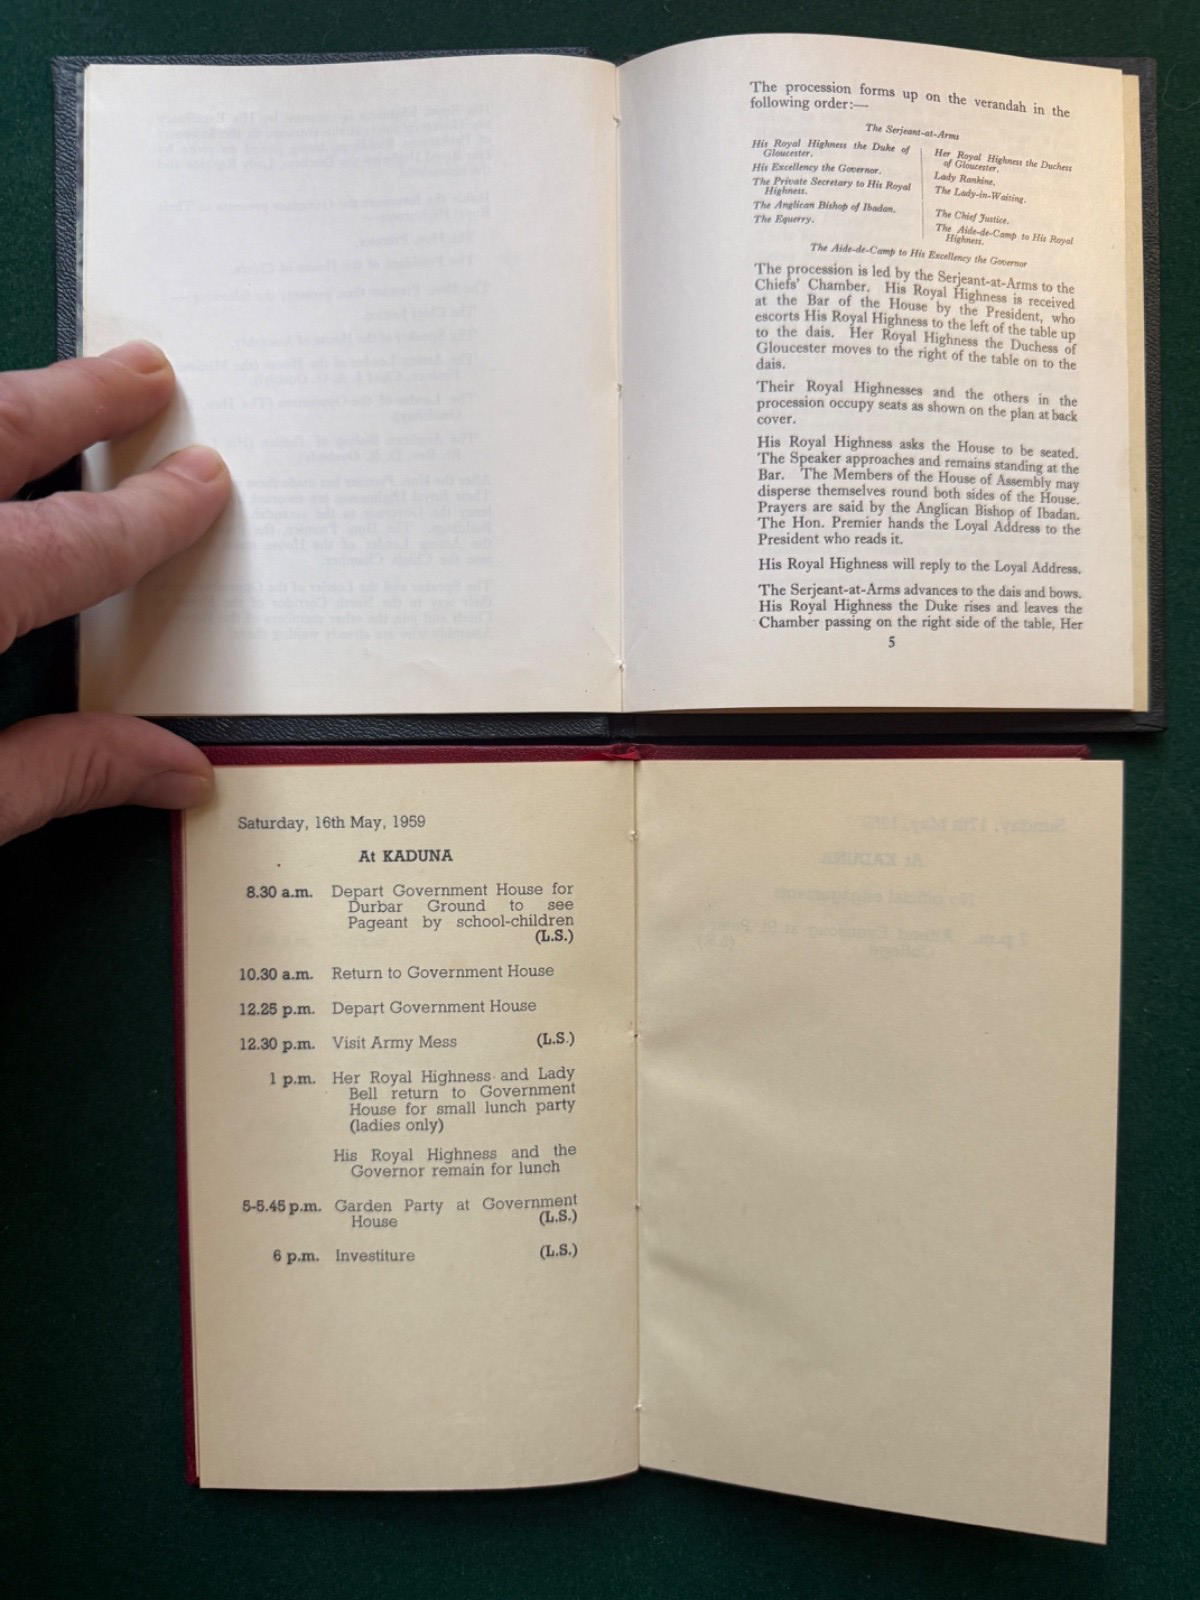 The procession forms up on the verandah in the
following order:—
The Serjeant-at-Arms
His Royal Highness the Duke of
Gloucester.
His Excellency the Governor.
The Private Secretary to His Royal
Highness.
The Anglican Bishop of Ibadan.
The Equerry.
Her Royal Highness the Duchess
of Gloucester.
Lady Rankine.
The Lady-in-Waiting.
The Chief Justice.
The Aide-de-Camp to His Royal
Highness.
The Aide-de-Camp to His Excellency the Governor
The procession is led by the Serjeant-at-Arms to the
Chiefs' Chamber. His Royal Highness is received
at the Bar of the House by the President, who
escorts His Royal Highness to the left of the table up
to the dais. Her Royal Highness the Duchess of
Gloucester moves to the right of the table on to the
dais.
Their Royal Highnesses and the others in the
procession occupy seats as shown on the plan at back
cover.
His Royal Highness asks the House to be seated.
The Speaker approaches and remains standing at the
Bar. The Members of the House of Assembly may
disperse themselves round both sides of the House.
Prayers are said by the Anglican Bishop of Ibadan.
The Hon. Premier hands the Loyal Address to the
President who reads it.
His Royal Highness will reply to the Loyal Address.
The Serjeant-at-Arms advances to the dais and bows.
His Royal Highness the Duke rises and leaves the
Chamber passing on the right side of the table, Her
5
Saturday, 16th May, 1959
At KADUNA
8.30 a.m. Depart Government House for
Durbar Ground to see
Pageant by school-children
(L.S.)
10.30 a.m. Return to Government House
12.25 p.m. Depart Government House
12.30 p.m. Visit Army Mess (L.S.)
1 p.m. Her Royal Highness and Lady
Bell return to Government
House for small lunch party
(ladies only)
His Royal Highness and the
Governor remain for lunch
5-5.45 p.m. Garden Party at Government
House (L.S.)
6 p.m. Investiture (L.S.)